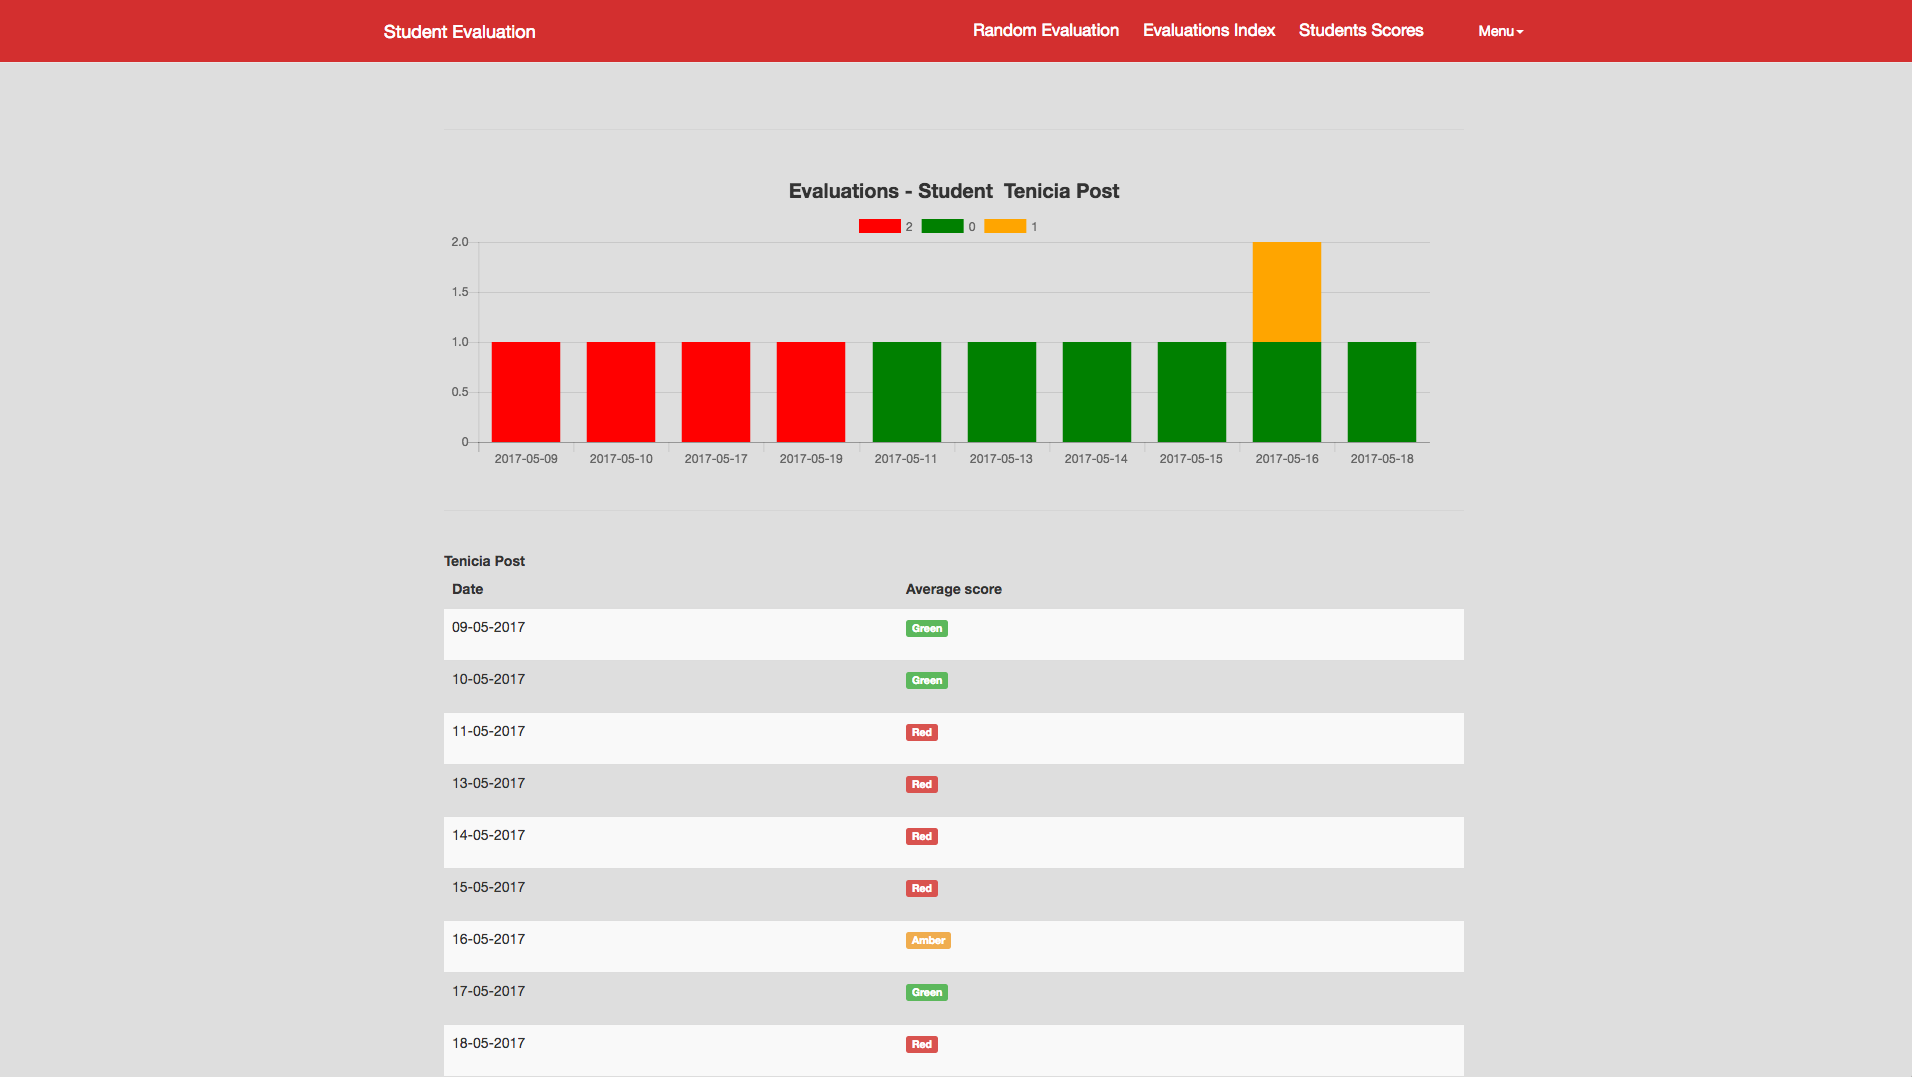 Student Evaluation Random Evaluation Evaluations Index Students Scores Menu
Evaluations - Student Tenicia Post
2 0 1
2.0
1.5
1.0
0.5
0
2017-05-09 2017-05-10 2017-05-17 2017-05-19 2017-05-11 2017-05-13 2017-05-14 2017-05-15 2017-05-16 2017-05-18
Tenicia Post
Date Average score
09-05-2017 Green
10-05-2017 Green
11-05-2017 Red
13-05-2017 Red
14-05-2017 Red
15-05-2017 Red
16-05-2017 Amber
17-05-2017 Green
18-05-2017 Red